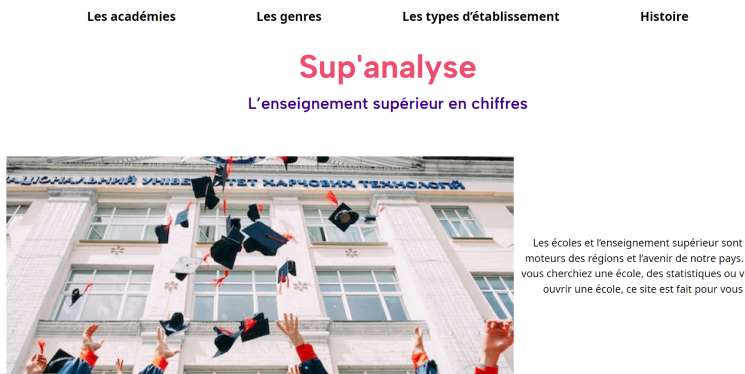 Les académies Les genres Les types d’établissement Histoire
Sup'analyse
L’enseignement supérieur en chiffres
НАЦІОНАЛЬНИЙ УНІВЕ ТЕТ ХАРЧОВИХ ТЕХНОЛОГІЙ
Les écoles et l’enseignement supérieur sont
moteurs des régions et l’avenir de notre pays.
vous cherchiez une école, des statistiques ou v
ouvrir une école, ce site est fait pour vous